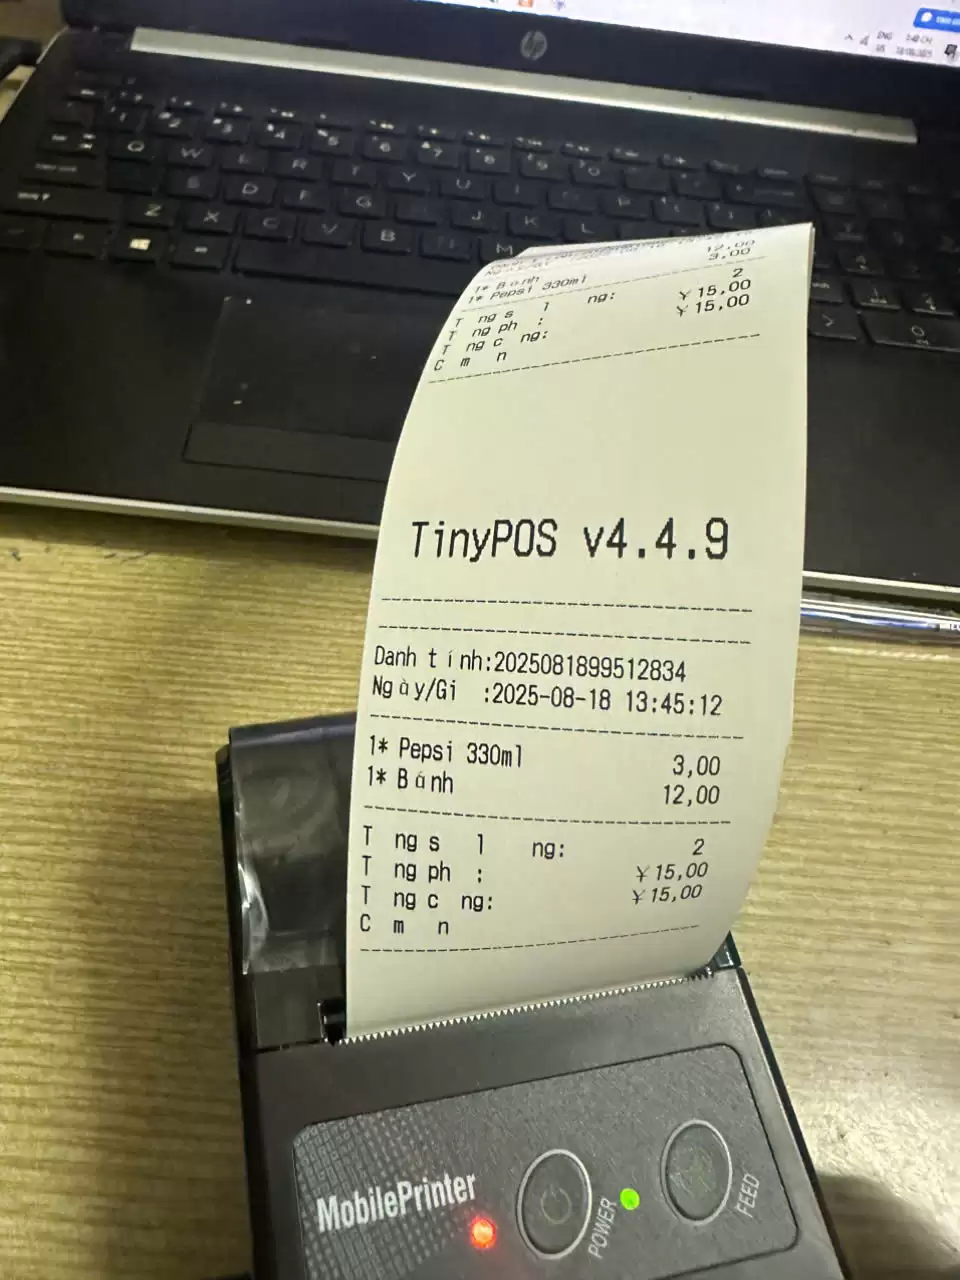 hp
1* Bánh 12,00
1* Pepsi 330ml 3,00
T ng s l ng: 2
T ng ph : ¥15,00
T ng c ng: ¥15,00
C m n
TinyPOS v4.4.9
Danh tính:2025081899512834
Ngày/Gi :2025-08-18 13:45:12
1* Pepsi 330ml 3,00
1* Bánh 12,00
T ng s l ng: 2
T ng ph : ¥15,00
T ng c ng: ¥15,00
C m n
MobilePrinter
POWER
FEED